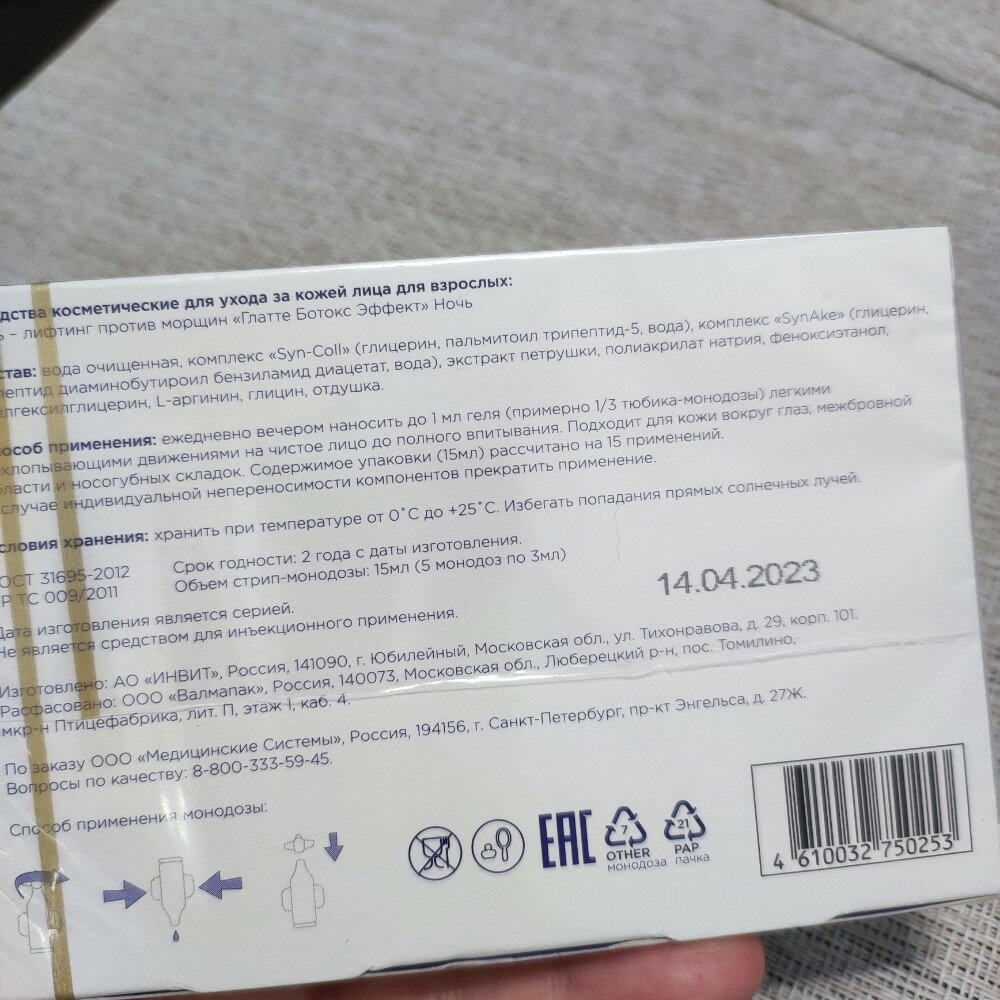 дства косметические для ухода за кожей лица для взрослых:
ь – лифтинг против морщин «Глатте Ботокс Эффект» Ночь
став: вода очищенная, комплекс «Syn-Coll» (глицерин, пальмитоил трипептид-5, вода), комплекс «SynAke» (глицерин,
пептид диаминобутироил бензиламид диацетат, вода), экстракт петрушки, полиакрилат натрия, феноксиэтанол,
илгексилглицерин, L-аргинин, глицин, отдушка.
пособ применения: ежедневно вечером наносить до 1 мл геля (примерно 1/3 тюбика-монодозы) легкими
охлопывающими движениями на чистое лицо до полного впитывания. Подходит для кожи вокруг глаз, межбровной
бласти и носогубных складок. Содержимое упаковки (15мл) рассчитано на 15 применений.
случае индивидуальной непереносимости компонентов прекратить применение.
словия хранения: хранить при температуре от 0°С до +25°С. Избегать попадания прямых солнечных лучей.
ОСТ 31695-2012 Срок годности: 2 года с даты изготовления.
Р ТС 009/2011 Объем стрип-монодозы: 15мл (5 монодоз по 3мл)
14.04.2023
Дата изготовления является серией.
Не является средством для инъекционного применения.
Изготовлено: АО «ИНВИТ», Россия, 141090, г. Юбилейный, Московская обл., ул. Тихонравова, д. 29, корп. 101.
Расфасовано: ООО «Валмапак», Россия, 140073, Московская обл., Люберецкий р-н, пос. Томилино,
мкр-н Птицефабрика, лит. П, этаж 1, каб. 4.
По заказу ООО «Медицинские Системы», Россия, 194156, г. Санкт-Петербург, пр-кт Энгельса, д. 27Ж.
Вопросы по качеству: 8-800-333-59-45.
Способ применения монодозы:
EAC
7
OTHER
монодоза
21
PAP
пачка
4 610032 750253